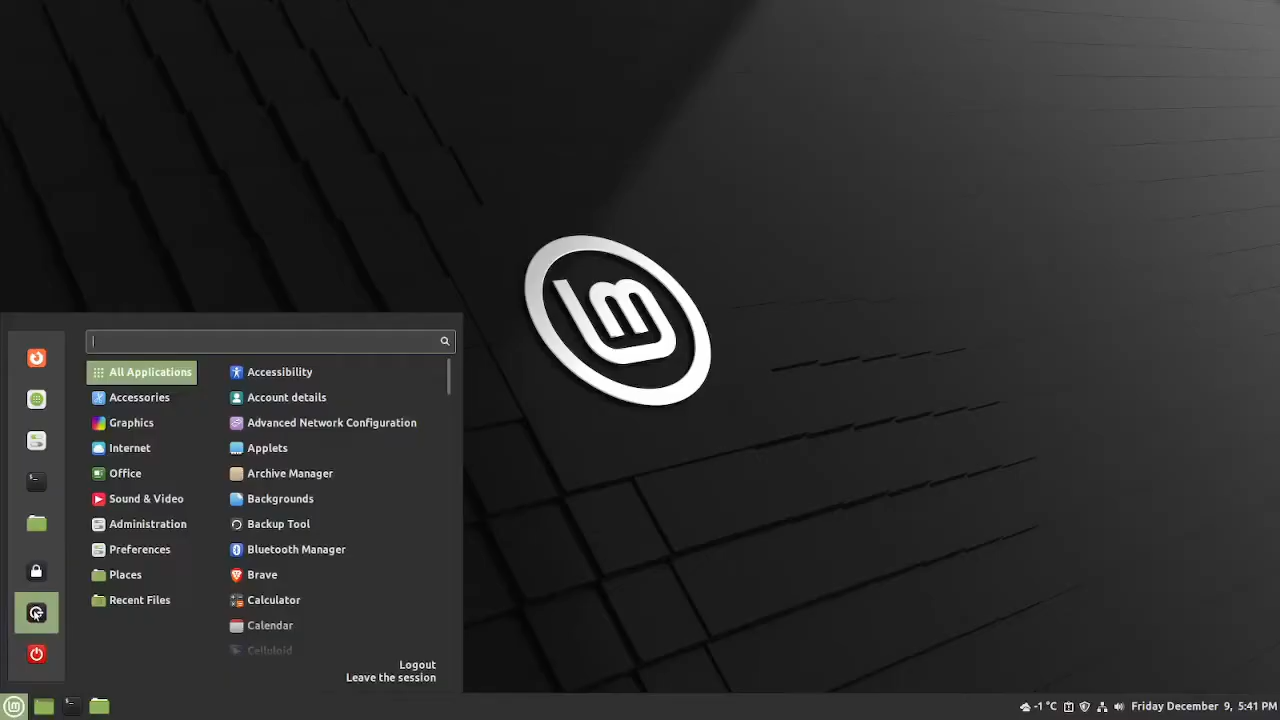 All Applications
Accessories
Graphics
Internet
Office
Sound & Video
Administration
Preferences
Places
Recent Files
Accessibility
Account details
Advanced Network Configuration
Applets
Archive Manager
Backgrounds
Backup Tool
Bluetooth Manager
Brave
Calculator
Calendar
Celluloid
Logout
Leave the session
-1 °C
Friday December 9, 5:41 PM